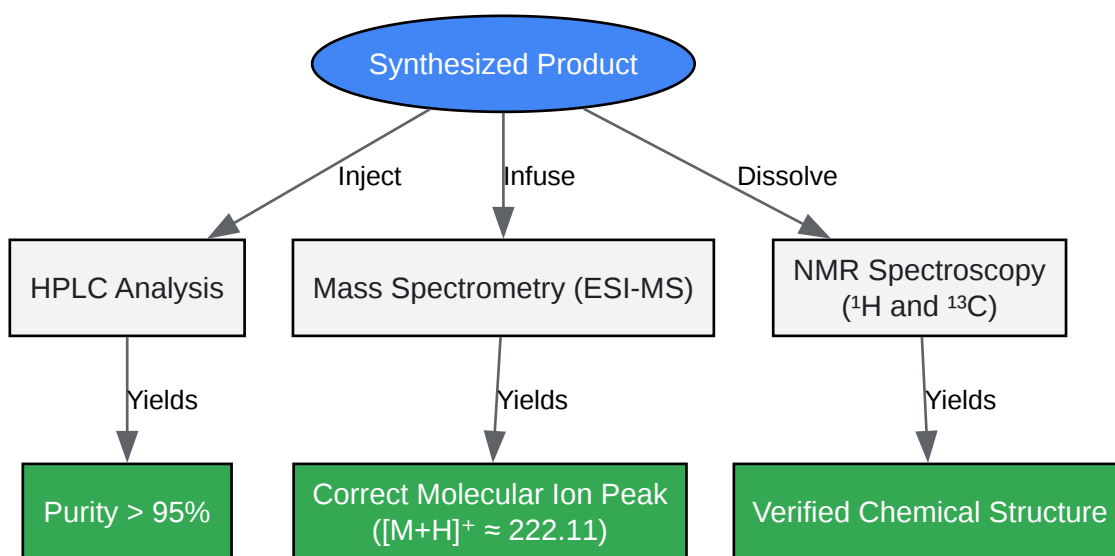 Synthesized Product
Inject
Infuse
Dissolve
HPLC Analysis
Mass Spectrometry (ESI-MS)
NMR Spectroscopy
(¹H and ¹³C)
Yields
Yields
Yields
Purity > 95%
Correct Molecular Ion Peak
([M+H]⁺ ≈ 222.11)
Verified Chemical Structure